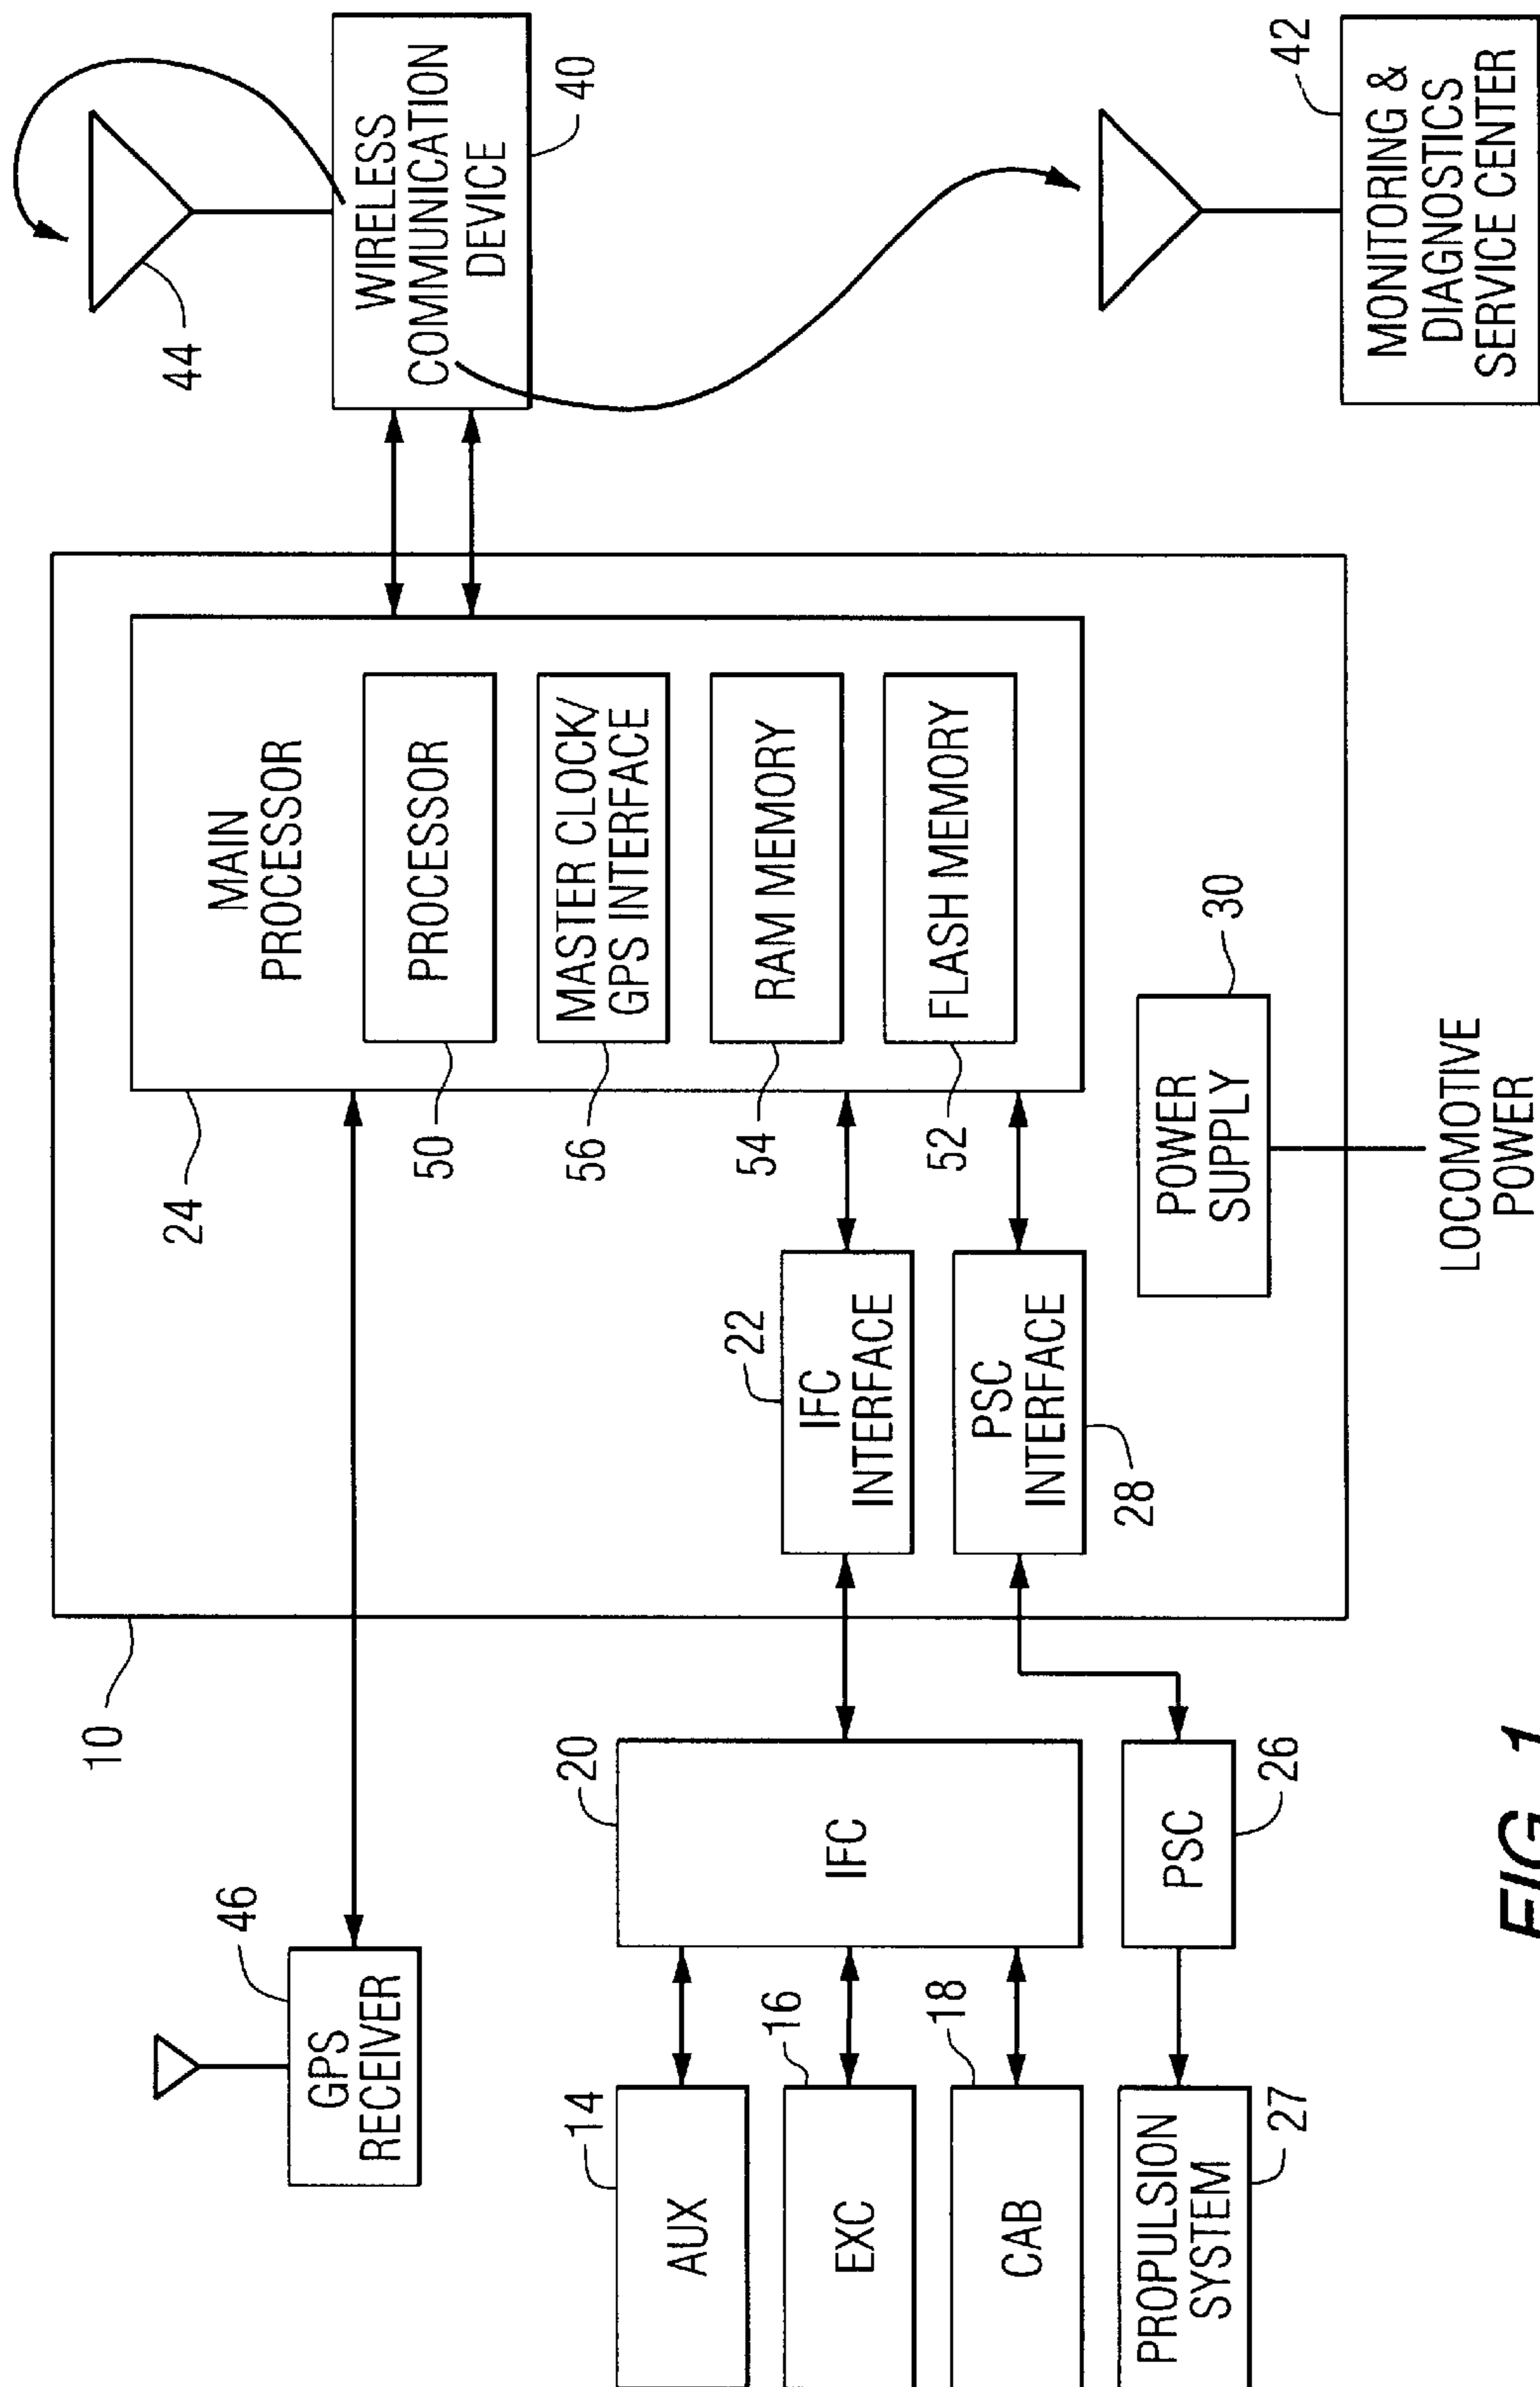 44
WIRELESS
COMMUNICATION
DEVICE
40
42
MONITORING &
DIAGNOSTICS
SERVICE CENTER
10
24
MAIN
PROCESSOR
PROCESSOR
50
MASTER CLOCK/
GPS INTERFACE
56
RAM MEMORY
54
FLASH MEMORY
52
22
IFC
INTERFACE
PSC
INTERFACE
28
POWER
SUPPLY
30
LOCOMOTIVE
POWER
46
GPS
RECEIVER
20
IFC
PSC
26
14
AUX
16
EXC
18
CAB
PROPULSION
SYSTEM
27
FIG. 1